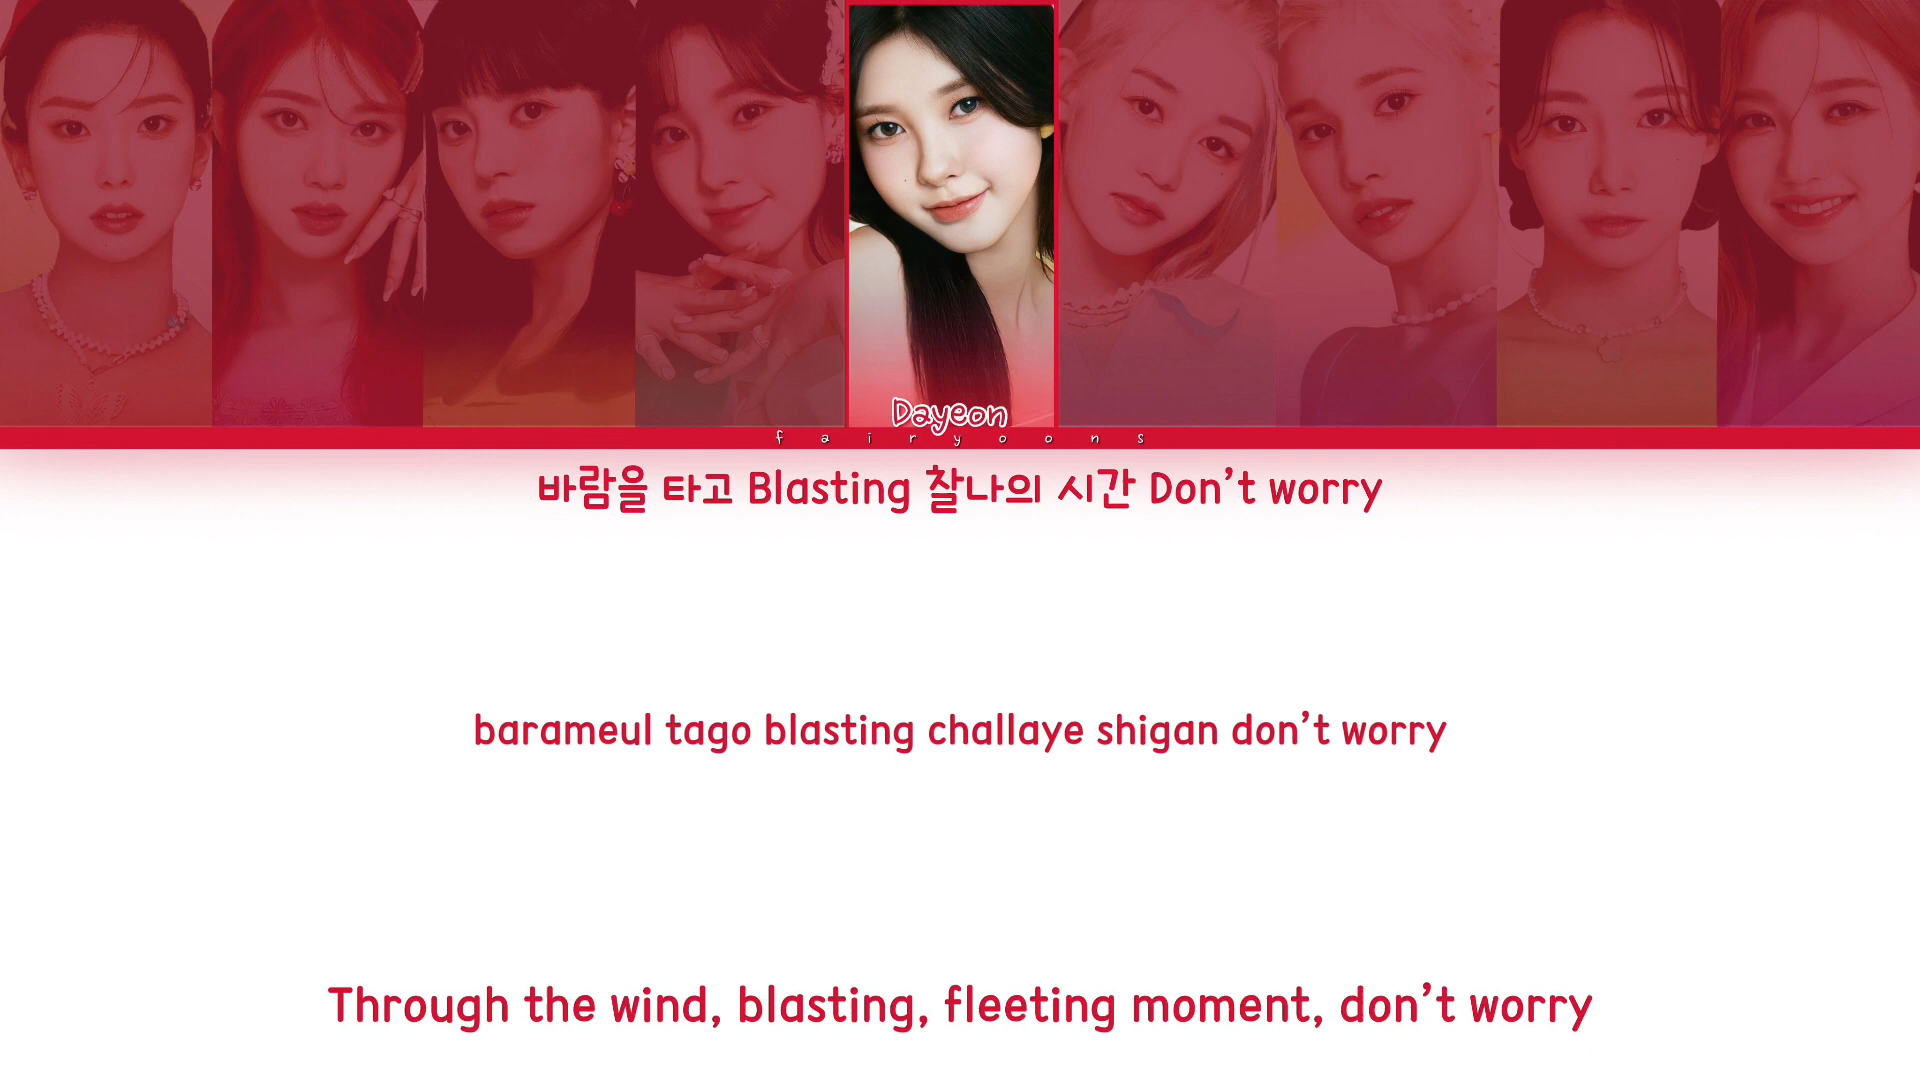 Dayeon
fairyoons
바람을 타고 Blasting 찰나의 시간 Don't worry
barameul tago blasting challaye shigan don't worry
Through the wind, blasting, fleeting moment, don't worry